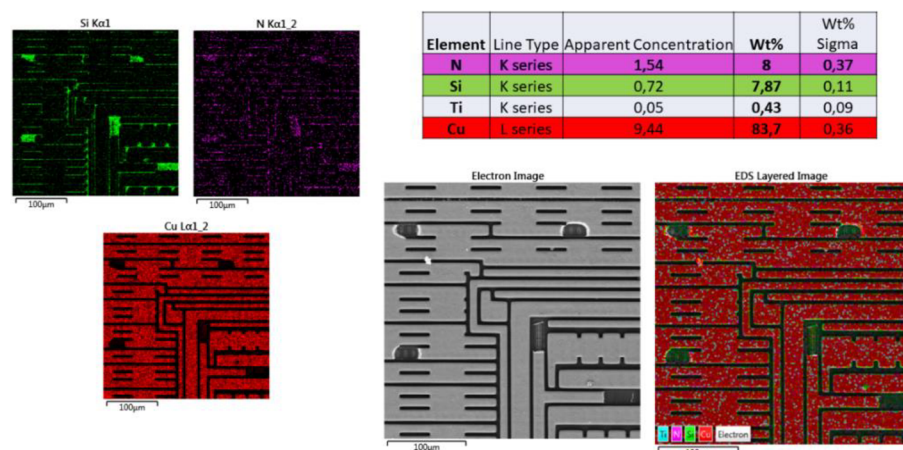 Si Kα1
N Kα1_2
100µm
100µm
Cu Lα1_2
100µm
Element Line Type Apparent Concentration Wt% Wt% Sigma
N K series 1,54 8 0,37
Si K series 0,72 7,87 0,11
Ti K series 0,05 0,43 0,09
Cu L series 9,44 83,7 0,36
Electron Image
EDS Layered Image
Ti N Si Cu Electron
100µm